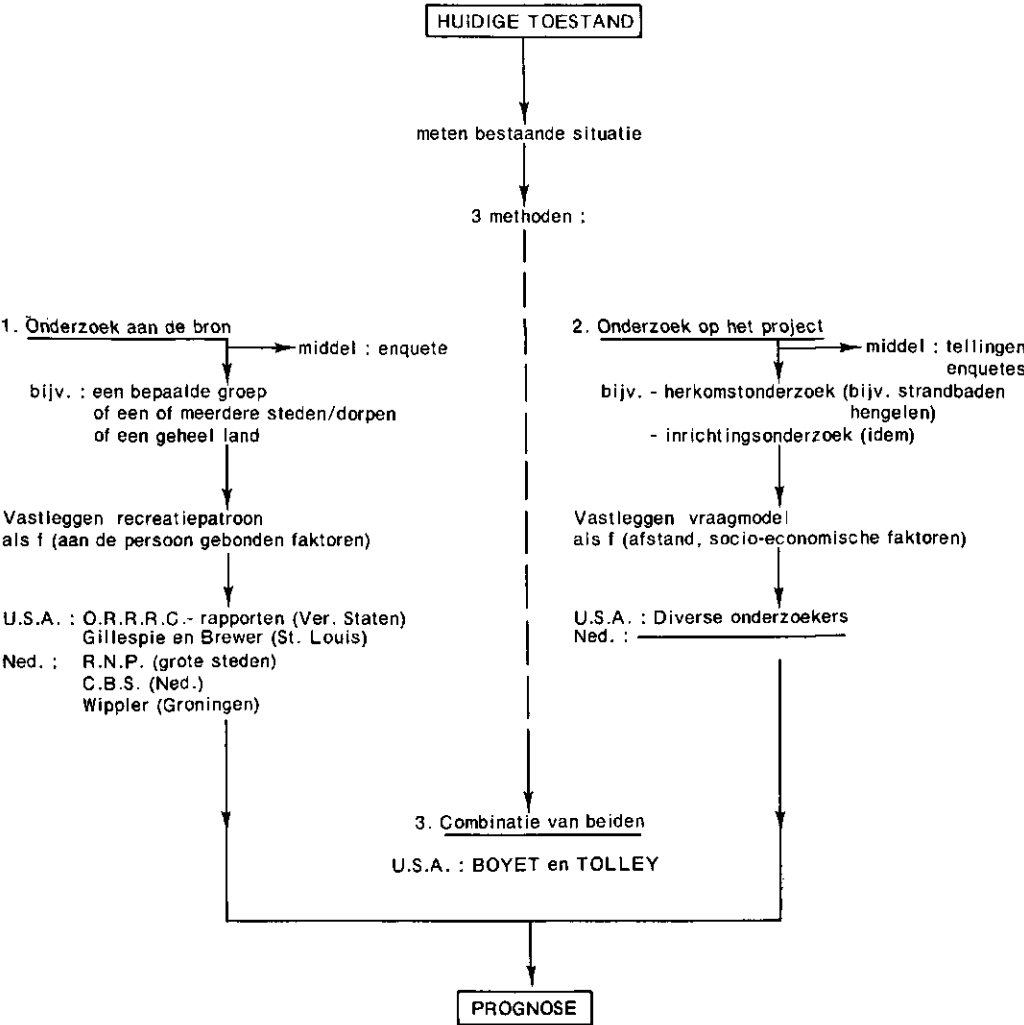 HUIDIGE TOESTAND
meten bestaande situatie
3 methoden :
1. Onderzoek aan de bron
middel : enquete
bijv. : een bepaalde groep
of een of meerdere steden/dorpen
of een geheel land
Vastleggen recreatiepatroon
als f (aan de persoon gebonden faktoren)
U.S.A. : O.R.R.R.C.- rapporten (Ver. Staten)
Gillespie en Brewer (St. Louis)
Ned. : R.N.P. (grote steden)
C.B.S. (Ned.)
Wippler (Groningen)
2. Onderzoek op het project
middel : tellingen
enquetes
bijv. - herkomstonderzoek (bijv. strandbaden
hengelen)
- inrichtingsonderzoek (idem)
Vastleggen vraagmodel
als f (afstand, socio-economische faktoren)
U.S.A. : Diverse onderzoekers
Ned. :
3. Combinatie van beiden
U.S.A. : BOYET en TOLLEY
PROGNOSE